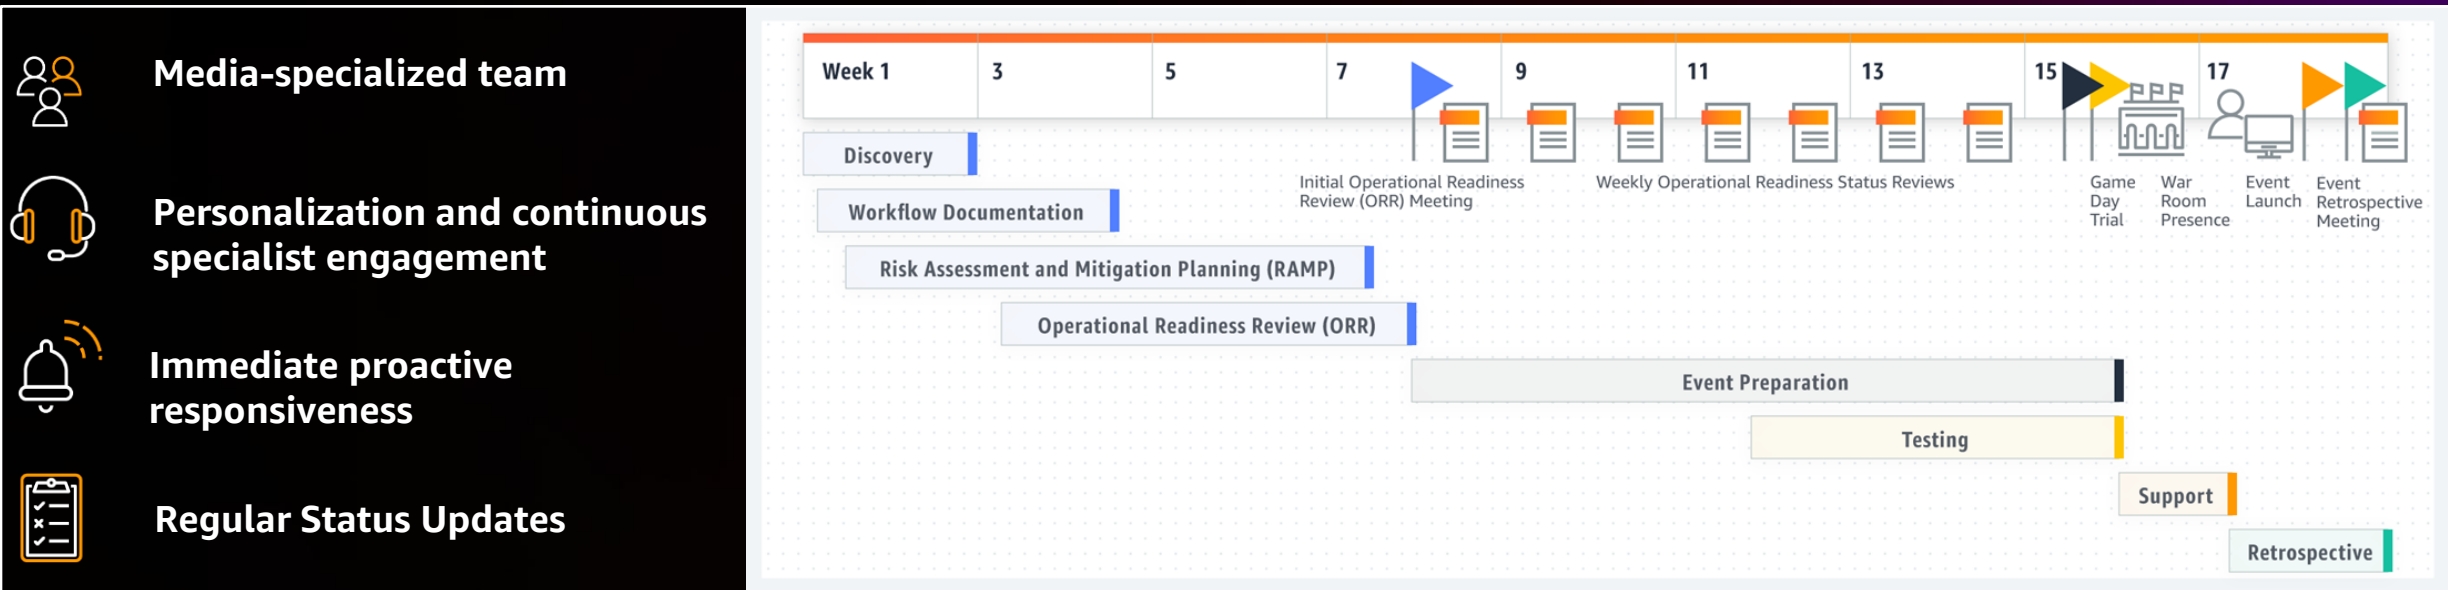 Media-specialized team
Personalization and continuous
specialist engagement
Immediate proactive
responsiveness
Regular Status Updates
Week 1
3
5
7
9
11
13
15
17
Initial Operational Readiness
Review (ORR) Meeting
Weekly Operational Readiness Status Reviews
Game
Day
Trial
War
Room
Presence
Event
Launch
Event
Retrospective
Meeting
Discovery
Workflow Documentation
Risk Assessment and Mitigation Planning (RAMP)
Operational Readiness Review (ORR)
Event Preparation
Testing
Support
Retrospective